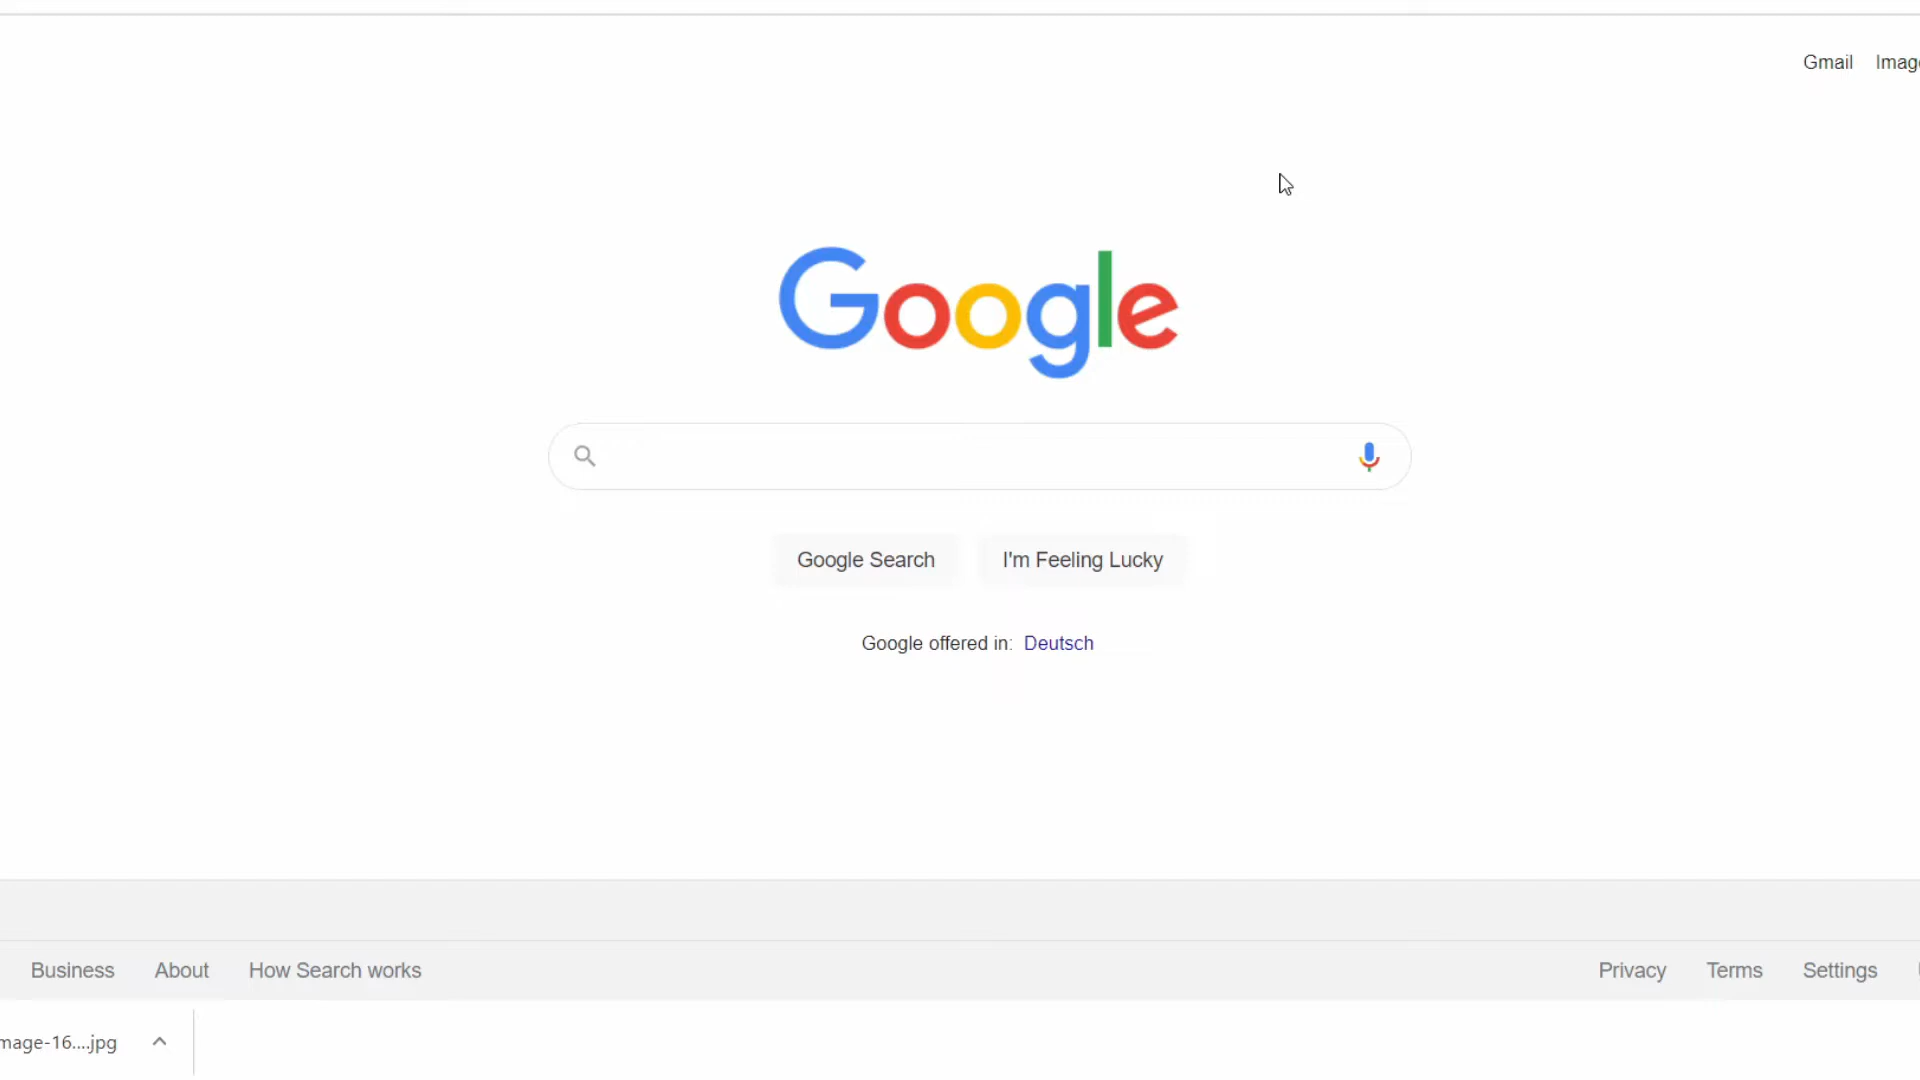 Gmail Imag
Google
Google Search I'm Feeling Lucky
Google offered in: Deutsch
Business About How Search works Privacy Terms Settings
mage-16....jpg